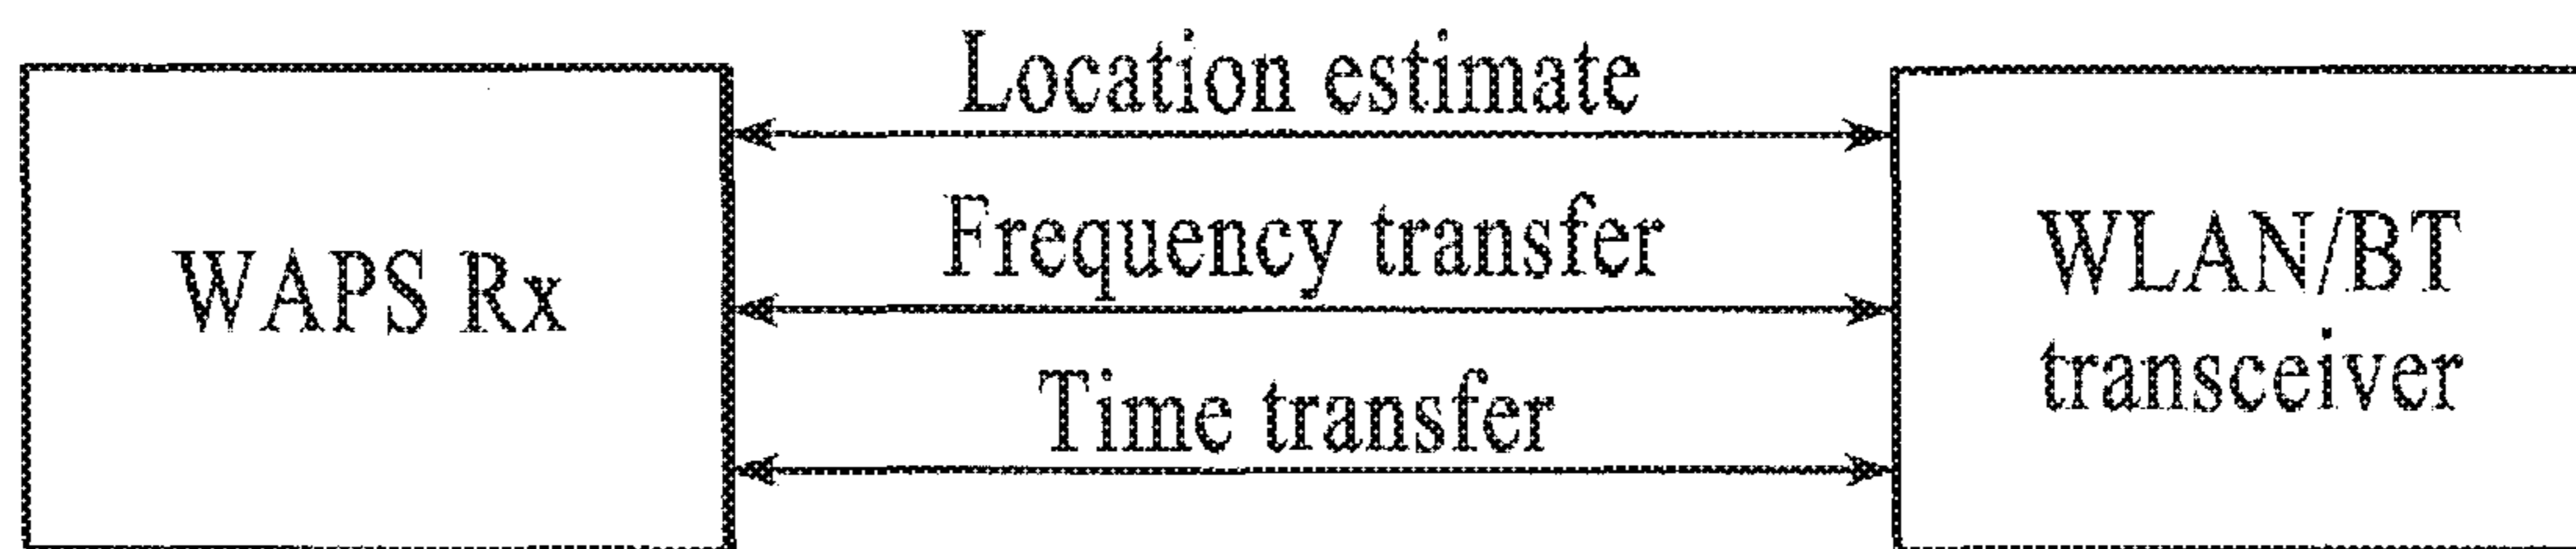 Location estimate
Frequency transfer
Time transfer
WAPS Rx
WLAN/BT
transceiver